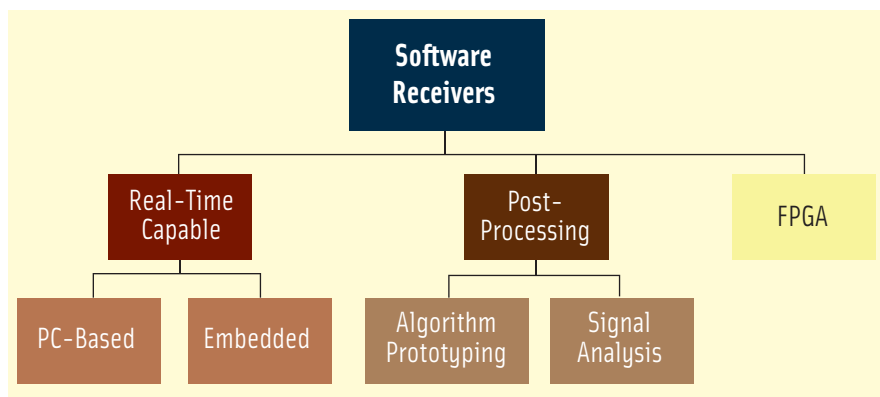 Software
Receivers
Real-Time
Capable
Post-
Processing
FPGA
PC-Based
Embedded
Algorithm
Prototyping
Signal
Analysis